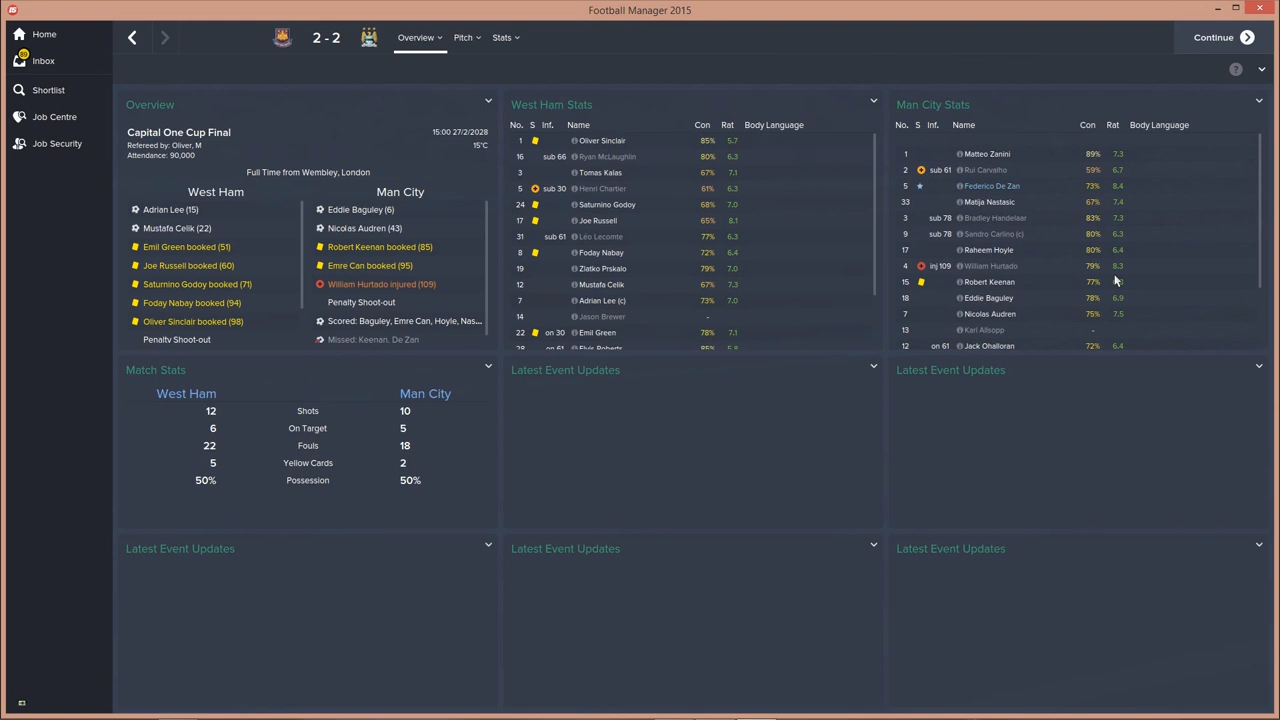 Football Manager 2015
Home
89
Inbox
Shortlist
Job Centre
Job Security
2 - 2
Overview
Pitch
Stats
Continue
?
Overview
Capital One Cup Final
15:00 27/2/2028
Refereed by: Oliver, M
15°C
Attendance: 90,000
Full Time from Wembley, London
West Ham
Man City
Adrian Lee (15)
Eddie Baguley (6)
Mustafa Celik (22)
Nicolas Audren (43)
Emil Green booked (51)
Robert Keenan booked (85)
Joe Russell booked (60)
Emre Can booked (95)
Saturnino Godoy booked (71)
William Hurtado injured (109)
Foday Nabay booked (94)
Penalty Shoot-out
Oliver Sinclair booked (98)
Scored: Baguley, Emre Can, Hoyle, Nas...
Penalty Shoot-out
Missed: Keenan, De Zan
West Ham Stats
No. S Inf. Name Con Rat Body Language
1 Oliver Sinclair 85% 5.7
16 sub 66 Ryan McLaughlin 80% 6.3
3 Tomas Kalas 67% 7.1
5 sub 30 Henri Chartier 61% 6.3
24 Saturnino Godoy 68% 7.0
17 Joe Russell 65% 8.1
31 sub 61 Léo Lecomte 77% 6.3
8 Foday Nabay 72% 6.4
19 Zlatko Prskalo 79% 7.0
12 Mustafa Celik 67% 7.3
7 Adrian Lee (c) 73% 7.0
14 Jason Brewer -
22 on 30 Emil Green 78% 7.1
28 on 61 Elvis Roberts 85% 5.8
Man City Stats
No. S Inf. Name Con Rat Body Language
1 Matteo Zanini 89% 7.3
2 sub 61 Rui Carvalho 59% 6.7
5 Federico De Zan 73% 8.4
33 Matija Nastasic 67% 7.4
3 sub 78 Bradley Handelaar 83% 7.3
9 sub 78 Sandro Carlino (c) 80% 6.3
17 Raheem Hoyle 80% 6.4
4 inj 109 William Hurtado 79% 8.3
15 Robert Keenan 77%
18 Eddie Baguley 78% 6.9
7 Nicolas Audren 75% 7.5
13 Karl Allsopp -
12 on 61 Jack Ohalloran 72% 6.4
Match Stats
West Ham Man City
12 Shots 10
6 On Target 5
22 Fouls 18
5 Yellow Cards 2
50% Possession 50%
Latest Event Updates
Latest Event Updates
Latest Event Updates
Latest Event Updates
Latest Event Updates